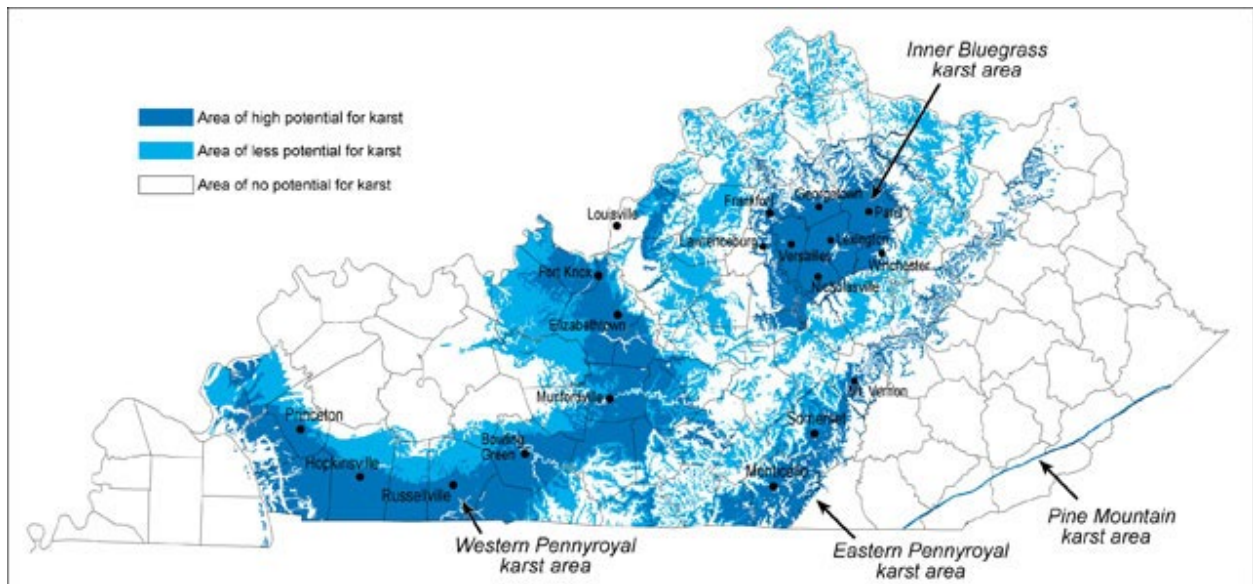 Inner Bluegrass
karst area
Area of high potential for karst
Area of less potential for karst
Area of no potential for karst
Georgetown
Frankfort
Paris
Louisville
Lawrenceburg
Lexington
Versailles
Winchester
Fort Knox
Nicholasville
Elizabethtown
Mt. Vernon
Munfordville
Princeton
Somerset
Bowling
Green
Hopkinsville
Monticello
Russellville
Pine Mountain
karst area
Western Pennyroyal
karst area
Eastern Pennyroyal
karst area